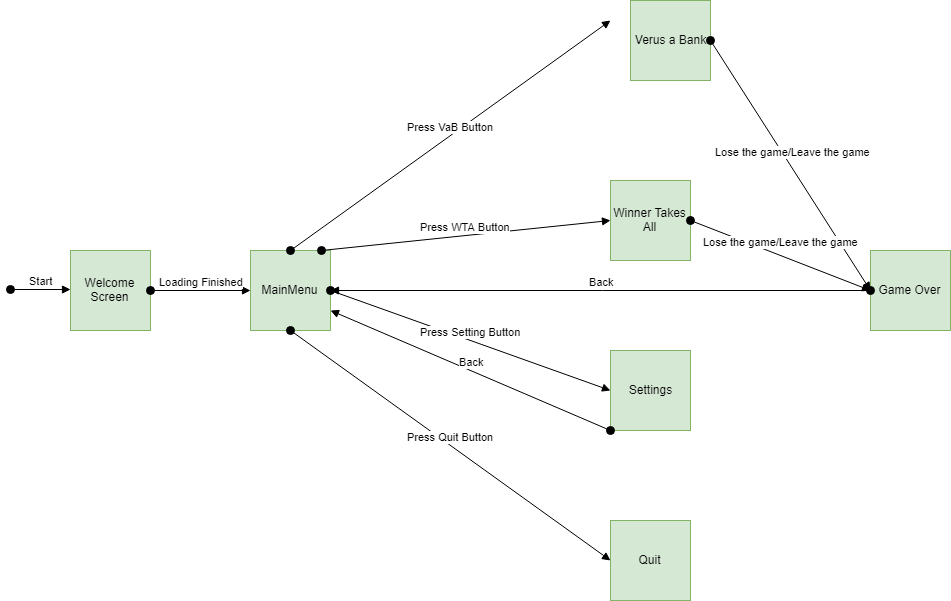 Verus a Bank
Press VaB Button
Lose the game/Leave the game
Winner Takes
All
Press WTA Button
Lose the game/Leave the game
Start
Welcome
Screen
Loading Finished
MainMenu
Back
Game Over
Press Setting Button
Back
Settings
Press Quit Button
Quit